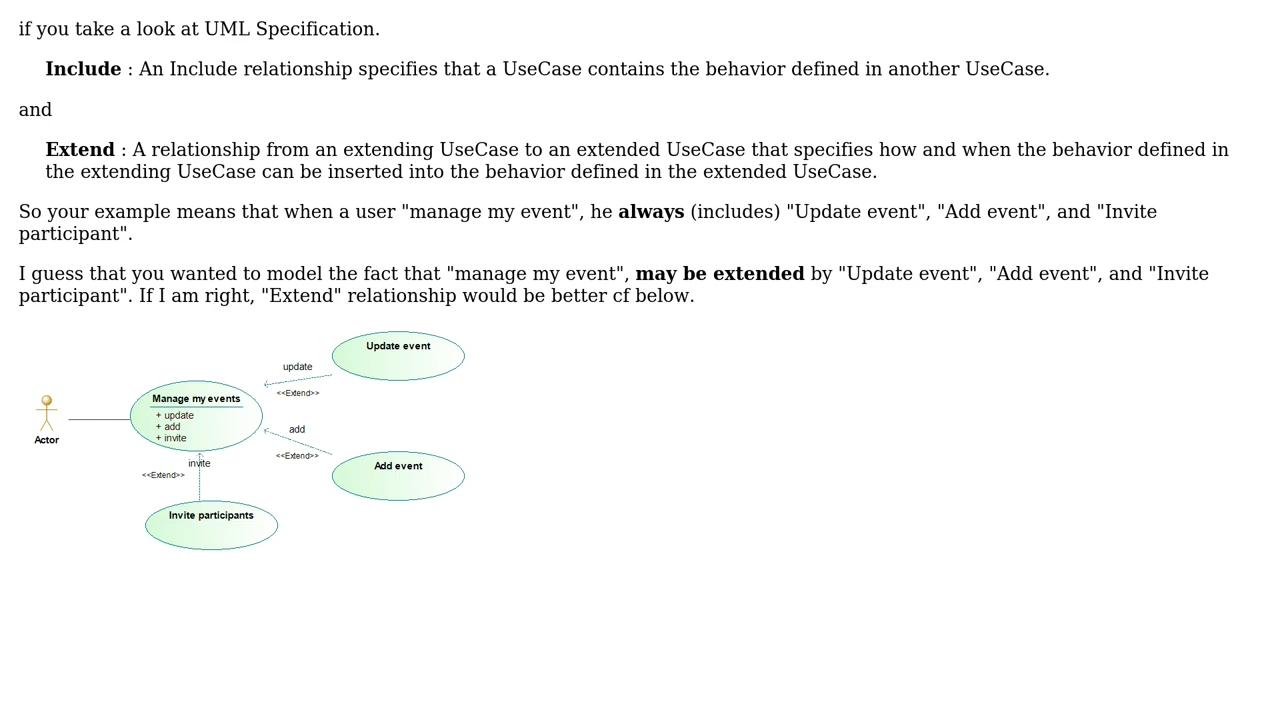 if you take a look at UML Specification.
Include : An Include relationship specifies that a UseCase contains the behavior defined in another UseCase.
and
Extend : A relationship from an extending UseCase to an extended UseCase that specifies how and when the behavior defined in
the extending UseCase can be inserted into the behavior defined in the extended UseCase.
So your example means that when a user "manage my event", he always (includes) "Update event", "Add event", and "Invite
participant".
I guess that you wanted to model the fact that "manage my event", may be extended by "Update event", "Add event", and "Invite
participant". If I am right, "Extend" relationship would be better cf below.
Update event
update
<<Extend>>
Manage my events
+ update
+ add
+ invite
Actor
add
<<Extend>>
Add event
invite
<<Extend>>
Invite participants